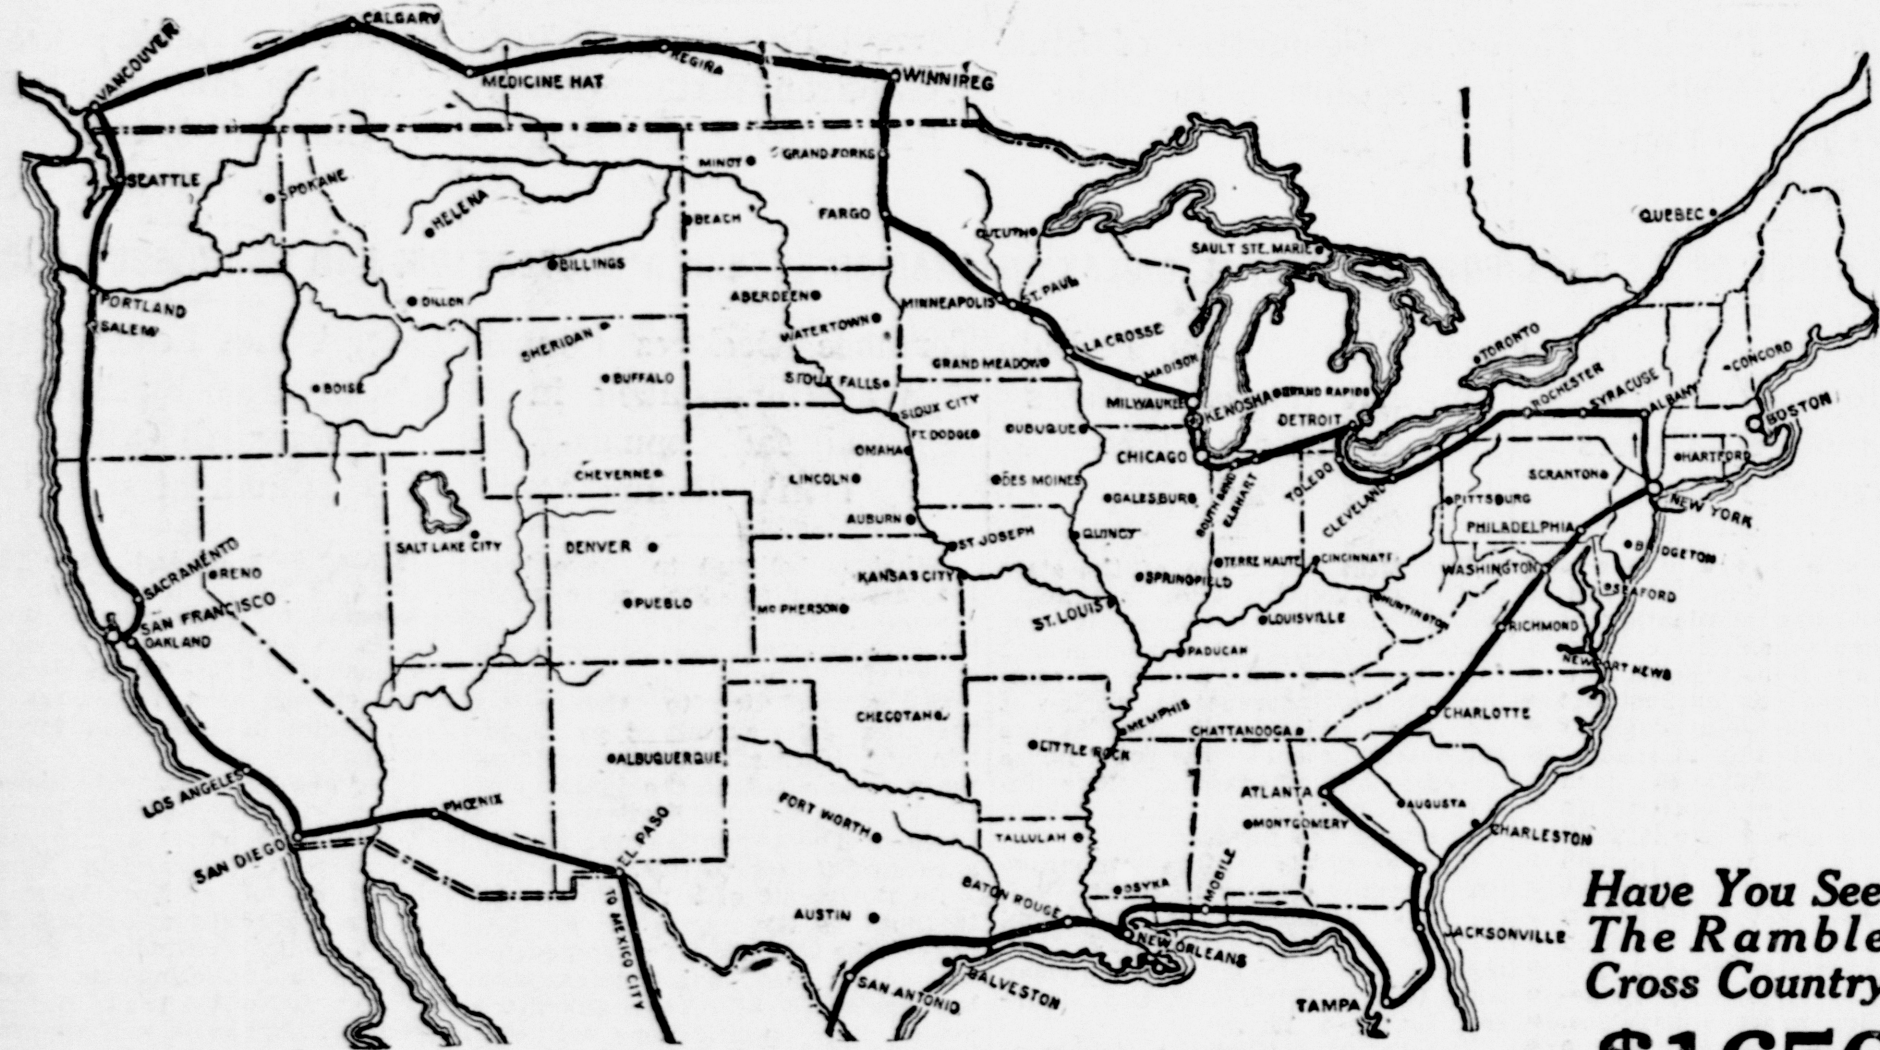 CALGARY
VANCOUVER
MEDICINE HAT
REGIRA
WINNIREG
SEATTLE
SPOKANE
HELENA
MINOT
GRAND FORKS
BEACH
FARGO
DULUTH
SAULT STE. MARIE
QUEBEC
PORTLAND
SALEM
DILLON
BILLINGS
ABERDEEN
MINNEAPOLIS
ST. PAUL
WATERTOWN
SHERIDAN
LA CROSSE
TORONTO
BOISE
BUFFALO
SIOUX FALLS
GRAND MEADOW
MADISON
CONCORD
ROCHESTER
SYRACUSE
ALBANY
BOSTON
MILWAUKEE
KENOSHA
GRAND RAPIDS
DETROIT
SIOUX CITY
FT. DODGE
DUBUQUE
OMAHA
CHICAGO
HARTFORD
CHEYENNE
LINCOLN
DES MOINES
GALESBURG
SOUTH BEND
ELKHART
TOLEDO
CLEVELAND
SCRANTON
PITTSBURG
NEW YORK
SALT LAKE CITY
DENVER
AUBURN
ST JOSEPH
QUINCY
PHILADELPHIA
SACRAMENTO
RENO
KANSAS CITY
SPRINGFIELD
TERRE HAUTE
CINCINNATI
WASHINGTON
BRIDGETON
SEAFORD
SAN FRANCISCO
OAKLAND
PUEBLO
MC PHERSON
ST. LOUIS
LOUISVILLE
HUNTINGTON
RICHMOND
PADUCAH
NEWPORT NEWS
CHECOTAH
MEMPHIS
CHATTANOOGA
CHARLOTTE
ALBUQUERQUE
LITTLE ROCK
LOS ANGELES
PHOENIX
FORT WORTH
ATLANTA
AUGUSTA
MONTGOMERY
CHARLESTON
TALLULAH
SAN DIEGO
EL PASO
TO MEXICO CITY
AUSTIN
BATON ROUGE
OSYKA
MOBILE
NEW ORLEANS
JACKSONVILLE
SAN ANTONIO
GALVESTON
TAMPA
Have You See
The Ramble
Cross Country
$1650